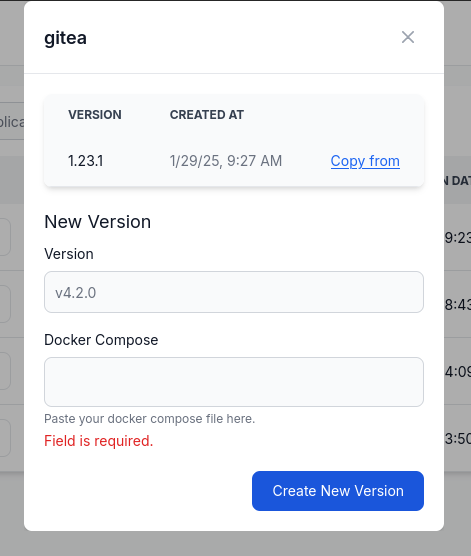 gitea
VERSION CREATED AT
1.23.1 1/29/25, 9:27 AM Copy from
New Version
Version
v4.2.0
Docker Compose
Paste your docker compose file here.
Field is required.
Create New Version